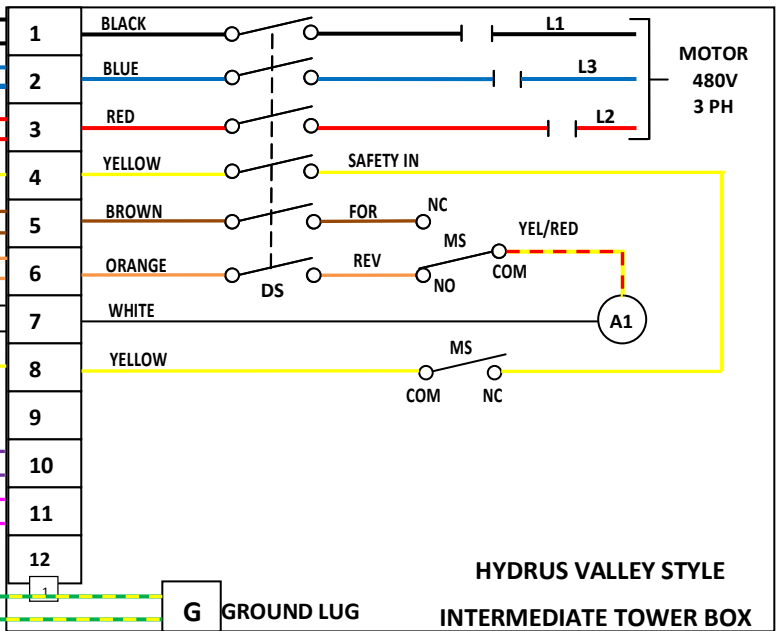 1 BLACK L1
MOTOR
480V
3 PH
2 BLUE L3
3 RED L2
4 YELLOW SAFETY IN
5 BROWN FOR NC
MS YEL/RED
6 ORANGE REV COM
DS NO
7 WHITE A1
8 YELLOW MS
COM NC
9
10
11
12
1
HYDRUS VALLEY STYLE
G GROUND LUG INTERMEDIATE TOWER BOX